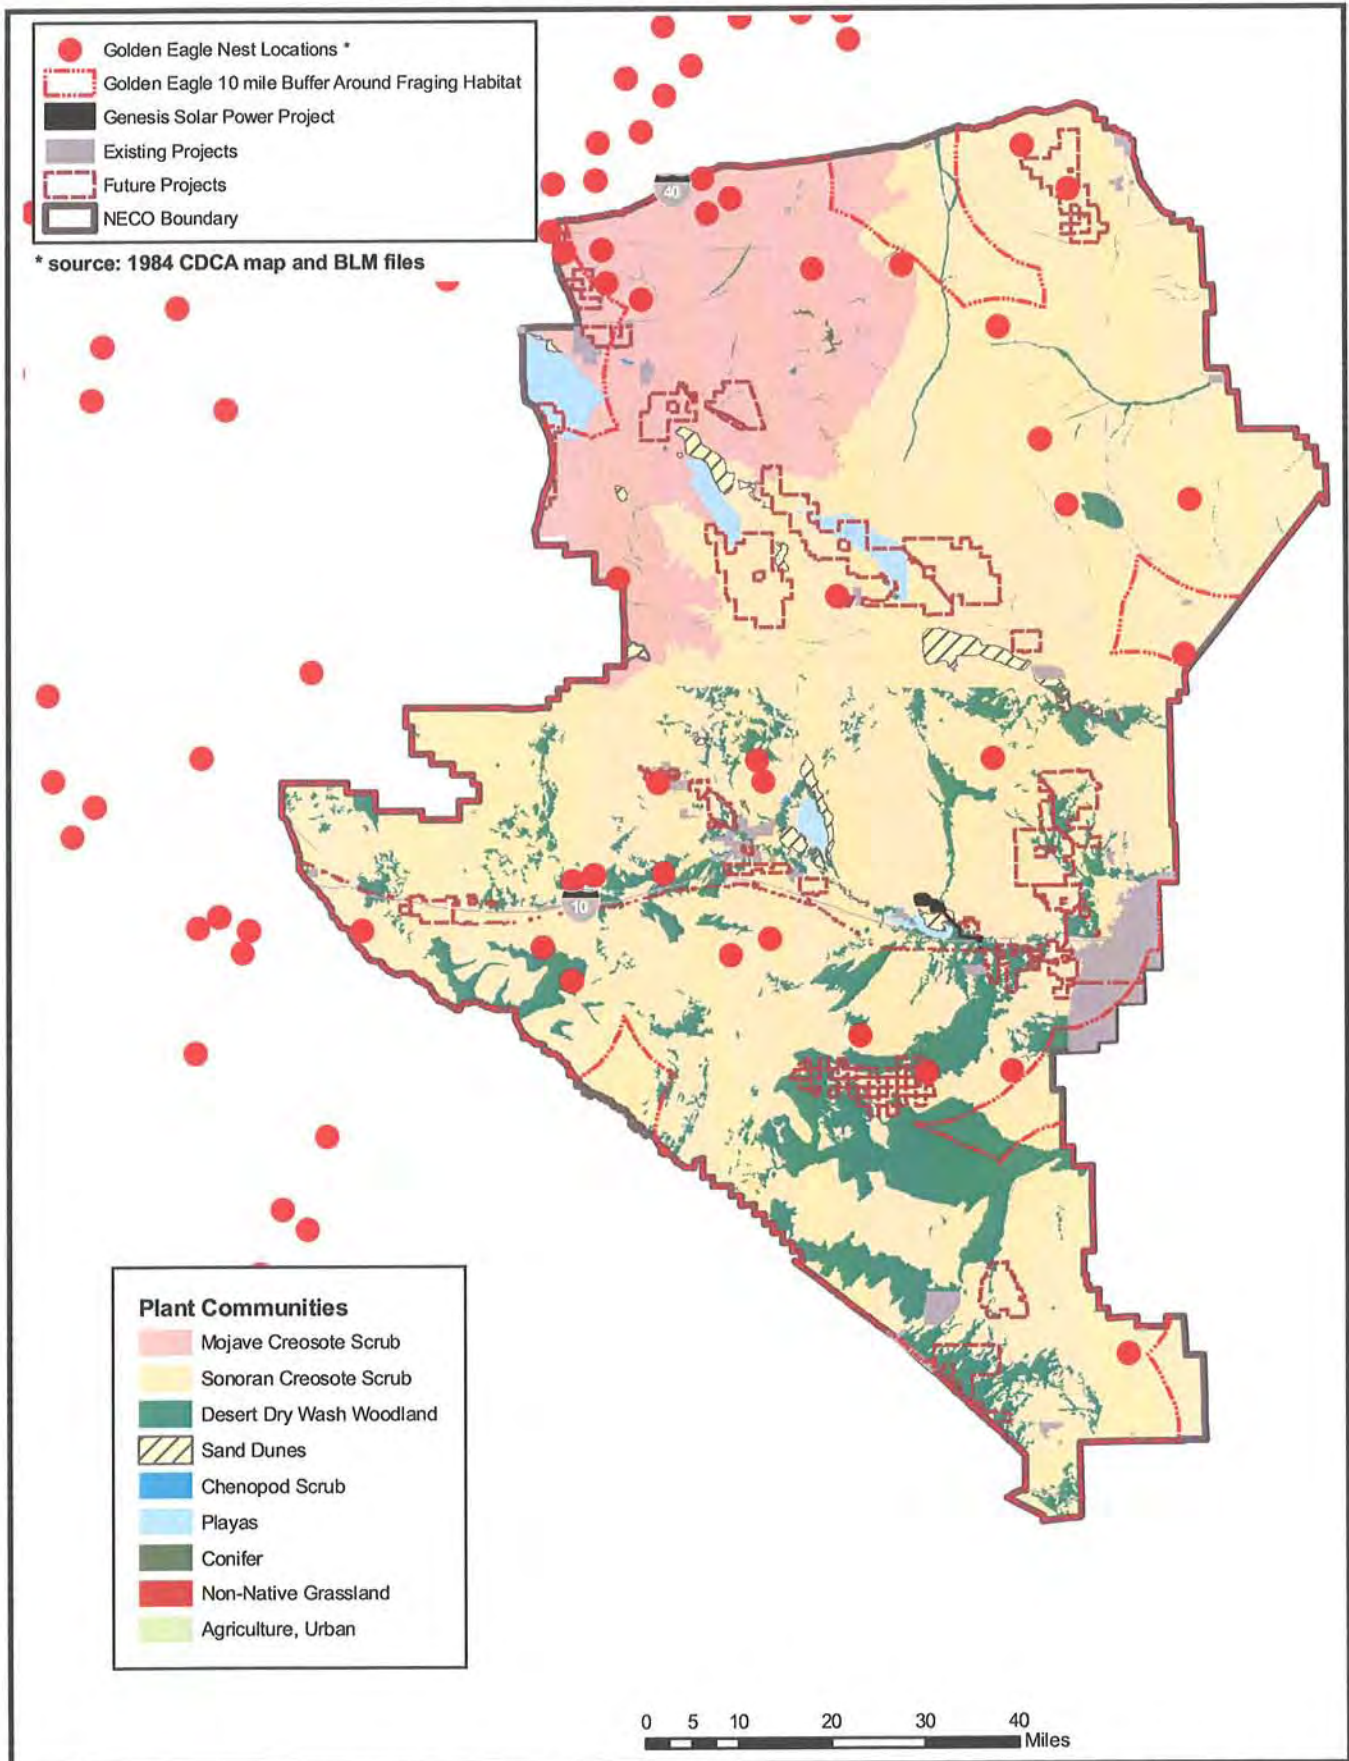 Golden Eagle Nest Locations *
Golden Eagle 10 mile Buffer Around Fraging Habitat
Genesis Solar Power Project
Existing Projects
Future Projects
NECO Boundary
* source: 1984 CDCA map and BLM files
40
10
Plant Communities
Mojave Creosote Scrub
Sonoran Creosote Scrub
Desert Dry Wash Woodland
Sand Dunes
Chenopod Scrub
Playas
Conifer
Non-Native Grassland
Agriculture, Urban
0 5 10 20 30 40
Miles